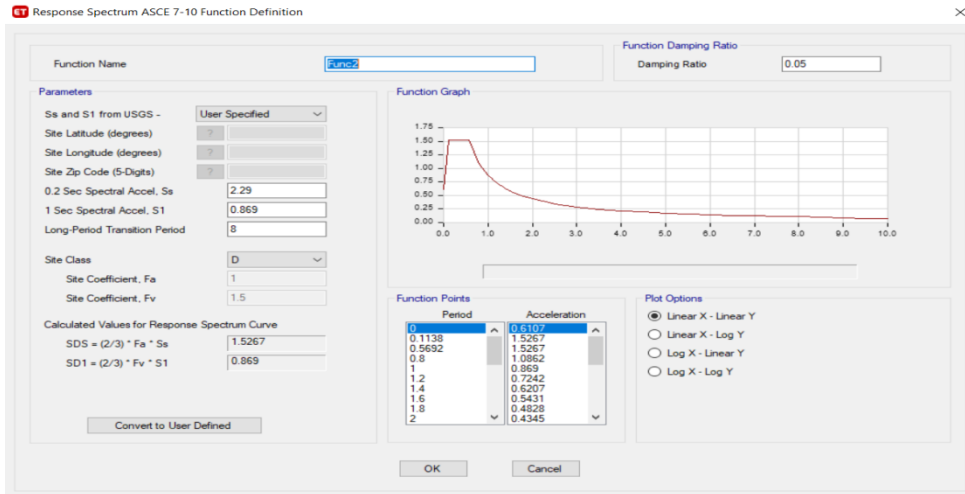 ET Response Spectrum ASCE 7-10 Function Definition
Function Name
Func2
Function Damping Ratio
Damping Ratio
0.05
Parameters
Ss and S1 from USGS -
User Specified
Site Latitude (degrees)
?
Site Longitude (degrees)
?
Site Zip Code (5-Digits)
?
0.2 Sec Spectral Accel, Ss
2.29
1 Sec Spectral Accel, S1
0.869
Long-Period Transition Period
8
Site Class
D
Site Coefficient, Fa
1
Site Coefficient, Fv
1.5
Calculated Values for Response Spectrum Curve
SDS = (2/3) * Fa * Ss
1.5267
SD1 = (2/3) * Fv * S1
0.869
Convert to User Defined
Function Graph
1.75
1.50
1.25
1.00
0.75
0.50
0.25
0.00
0.0 1.0 2.0 3.0 4.0 5.0 6.0 7.0 8.0 9.0 10.0
Function Points
Period Acceleration
0 0.6107
0.1138 1.5267
0.5692 1.5267
0.8 1.0862
1 0.869
1.2 0.7242
1.4 0.6207
1.6 0.5431
1.8 0.4828
2 0.4345
Plot Options
Linear X - Linear Y
Linear X - Log Y
Log X - Linear Y
Log X - Log Y
OK
Cancel